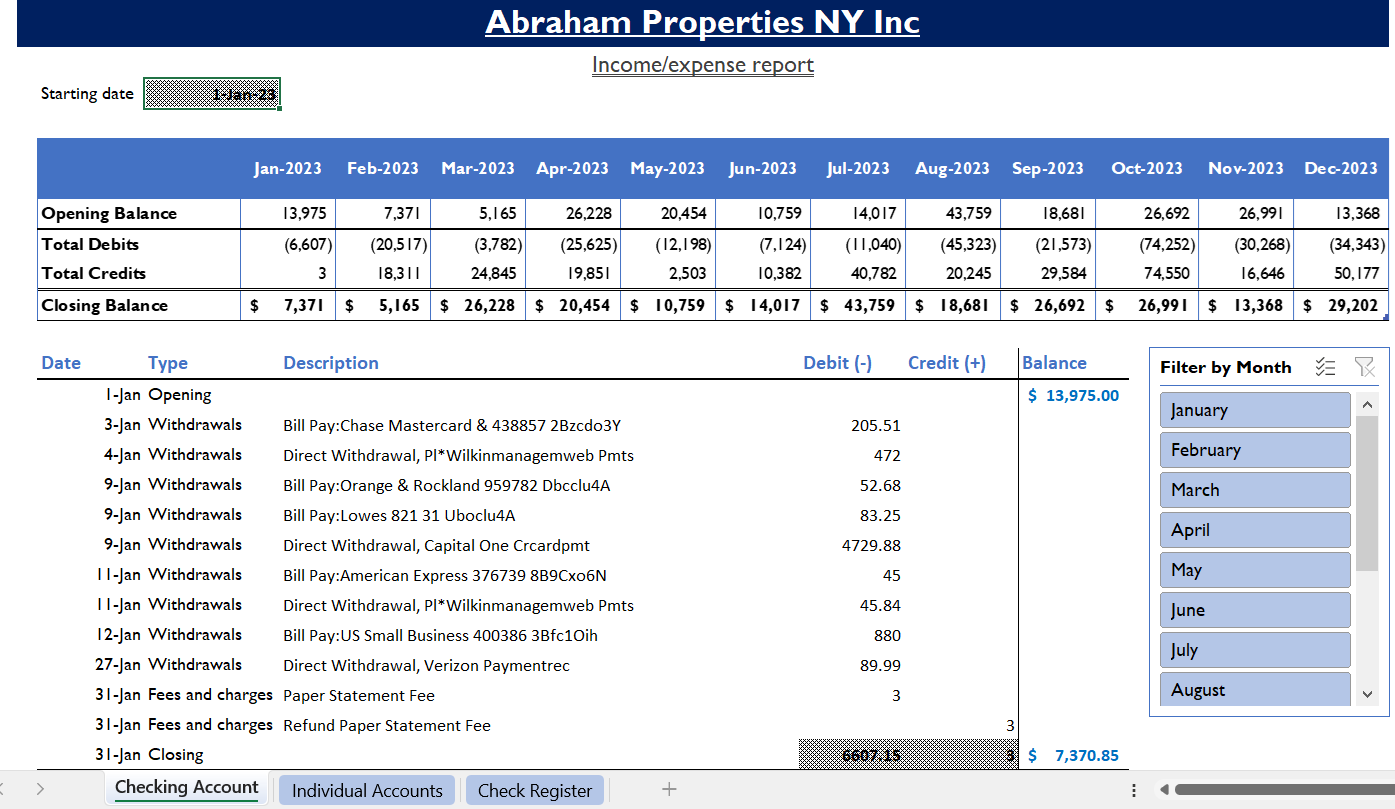 Abraham Properties NY Inc
Income/expense report
Starting date 1-Jan-23
Jan-2023 Feb-2023 Mar-2023 Apr-2023 May-2023 Jun-2023 Jul-2023 Aug-2023 Sep-2023 Oct-2023 Nov-2023 Dec-2023
Opening Balance 13,975 7,371 5,165 26,228 20,454 10,759 14,017 43,759 18,681 26,692 26,991 13,368
Total Debits (6,607) (20,517) (3,782) (25,625) (12,198) (7,124) (11,040) (45,323) (21,573) (74,252) (30,268) (34,343)
Total Credits 3 18,311 24,845 19,851 2,503 10,382 40,782 20,245 29,584 74,550 16,646 50,177
Closing Balance $ 7,371 $ 5,165 $ 26,228 $ 20,454 $ 10,759 $ 14,017 $ 43,759 $ 18,681 $ 26,692 $ 26,991 $ 13,368 $ 29,202
Date Type Description Debit (-) Credit (+) Balance
1-Jan Opening $ 13,975.00
3-Jan Withdrawals Bill Pay:Chase Mastercard & 438857 2Bzcdo3Y 205.51
4-Jan Withdrawals Direct Withdrawal, Pl*Wilkinmanagemweb Pmts 472
9-Jan Withdrawals Bill Pay:Orange & Rockland 959782 Dbcclu4A 52.68
9-Jan Withdrawals Bill Pay:Lowes 821 31 Uboclu4A 83.25
9-Jan Withdrawals Direct Withdrawal, Capital One Crcardpmt 4729.88
11-Jan Withdrawals Bill Pay:American Express 376739 8B9Cxo6N 45
11-Jan Withdrawals Direct Withdrawal, Pl*Wilkinmanagemweb Pmts 45.84
12-Jan Withdrawals Bill Pay:US Small Business 400386 3Bfc1Oih 880
27-Jan Withdrawals Direct Withdrawal, Verizon Paymentrec 89.99
31-Jan Fees and charges Paper Statement Fee 3
31-Jan Fees and charges Refund Paper Statement Fee 3
31-Jan Closing 6607.15 3 $ 7,370.85
Filter by Month
January
February
March
April
May
June
July
August
Checking Account Individual Accounts Check Register